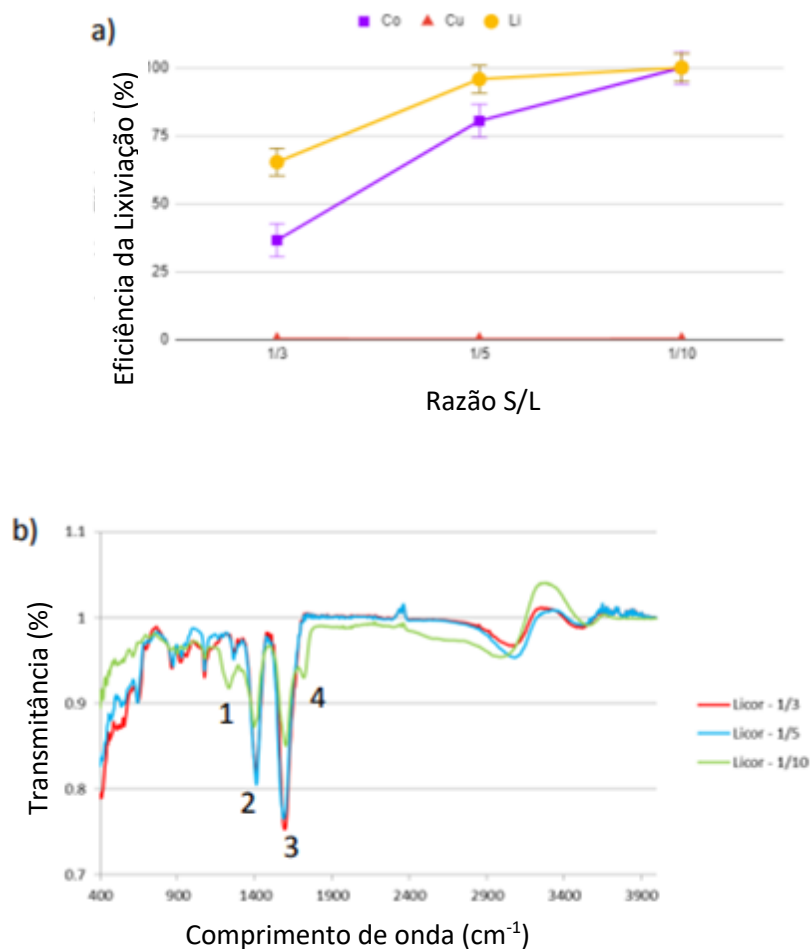 a)
Co Cu Li
Eficiência da Lixiviação (%)
100
75
50
25
0
1/3 1/5 1/10
Razão S/L
b)
Transmitância (%)
1.1
1
0.9
0.8
0.7
1
2
3
4
Licor - 1/3
Licor - 1/5
Licor - 1/10
400 900 1400 1900 2400 2900 3400 3900
Comprimento de onda (cm⁻¹)